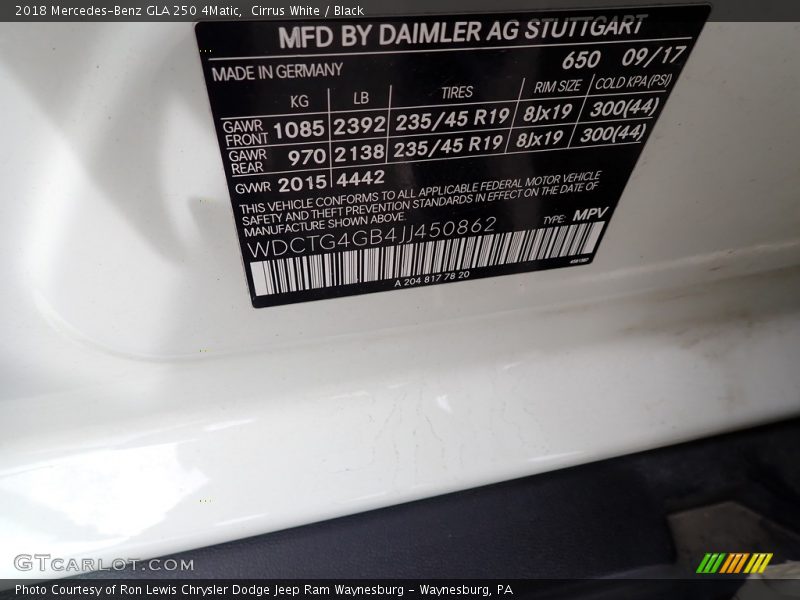 2018 Mercedes-Benz GLA 250 4Matic, Cirrus White / Black
MFD BY DAIMLER AG STUTTGART
650 09/17
MADE IN GERMANY
KG LB TIRES RIM SIZE COLD KPA(PSI)
GAWR FRONT 1085 2392 235/45 R19 8Jx19 300(44)
GAWR REAR 970 2138 235/45 R19 8Jx19 300(44)
GVWR 2015 4442
THIS VEHICLE CONFORMS TO ALL APPLICABLE FEDERAL MOTOR VEHICLE
SAFETY AND THEFT PREVENTION STANDARDS IN EFFECT ON THE DATE OF
MANUFACTURE SHOWN ABOVE.
WDCTG4GB4JJ450862 TYPE: MPV
A 204 817 78 20
GTCARLOT.COM
Photo Courtesy of Ron Lewis Chrysler Dodge Jeep Ram Waynesburg - Waynesburg, PA